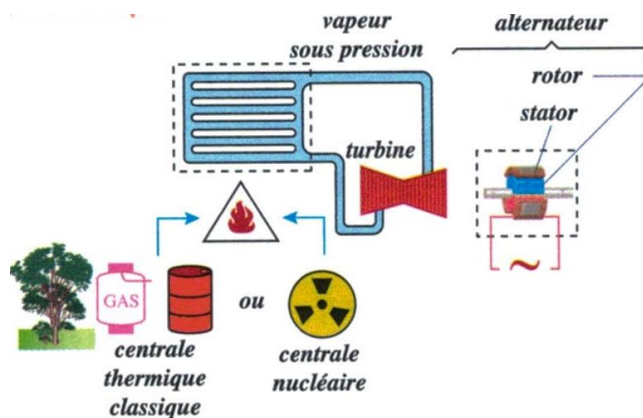 vapeur
sous pression
alternateur
rotor
stator
turbine
GAS
ou
centrale
thermique
classique
centrale
nucléaire
~